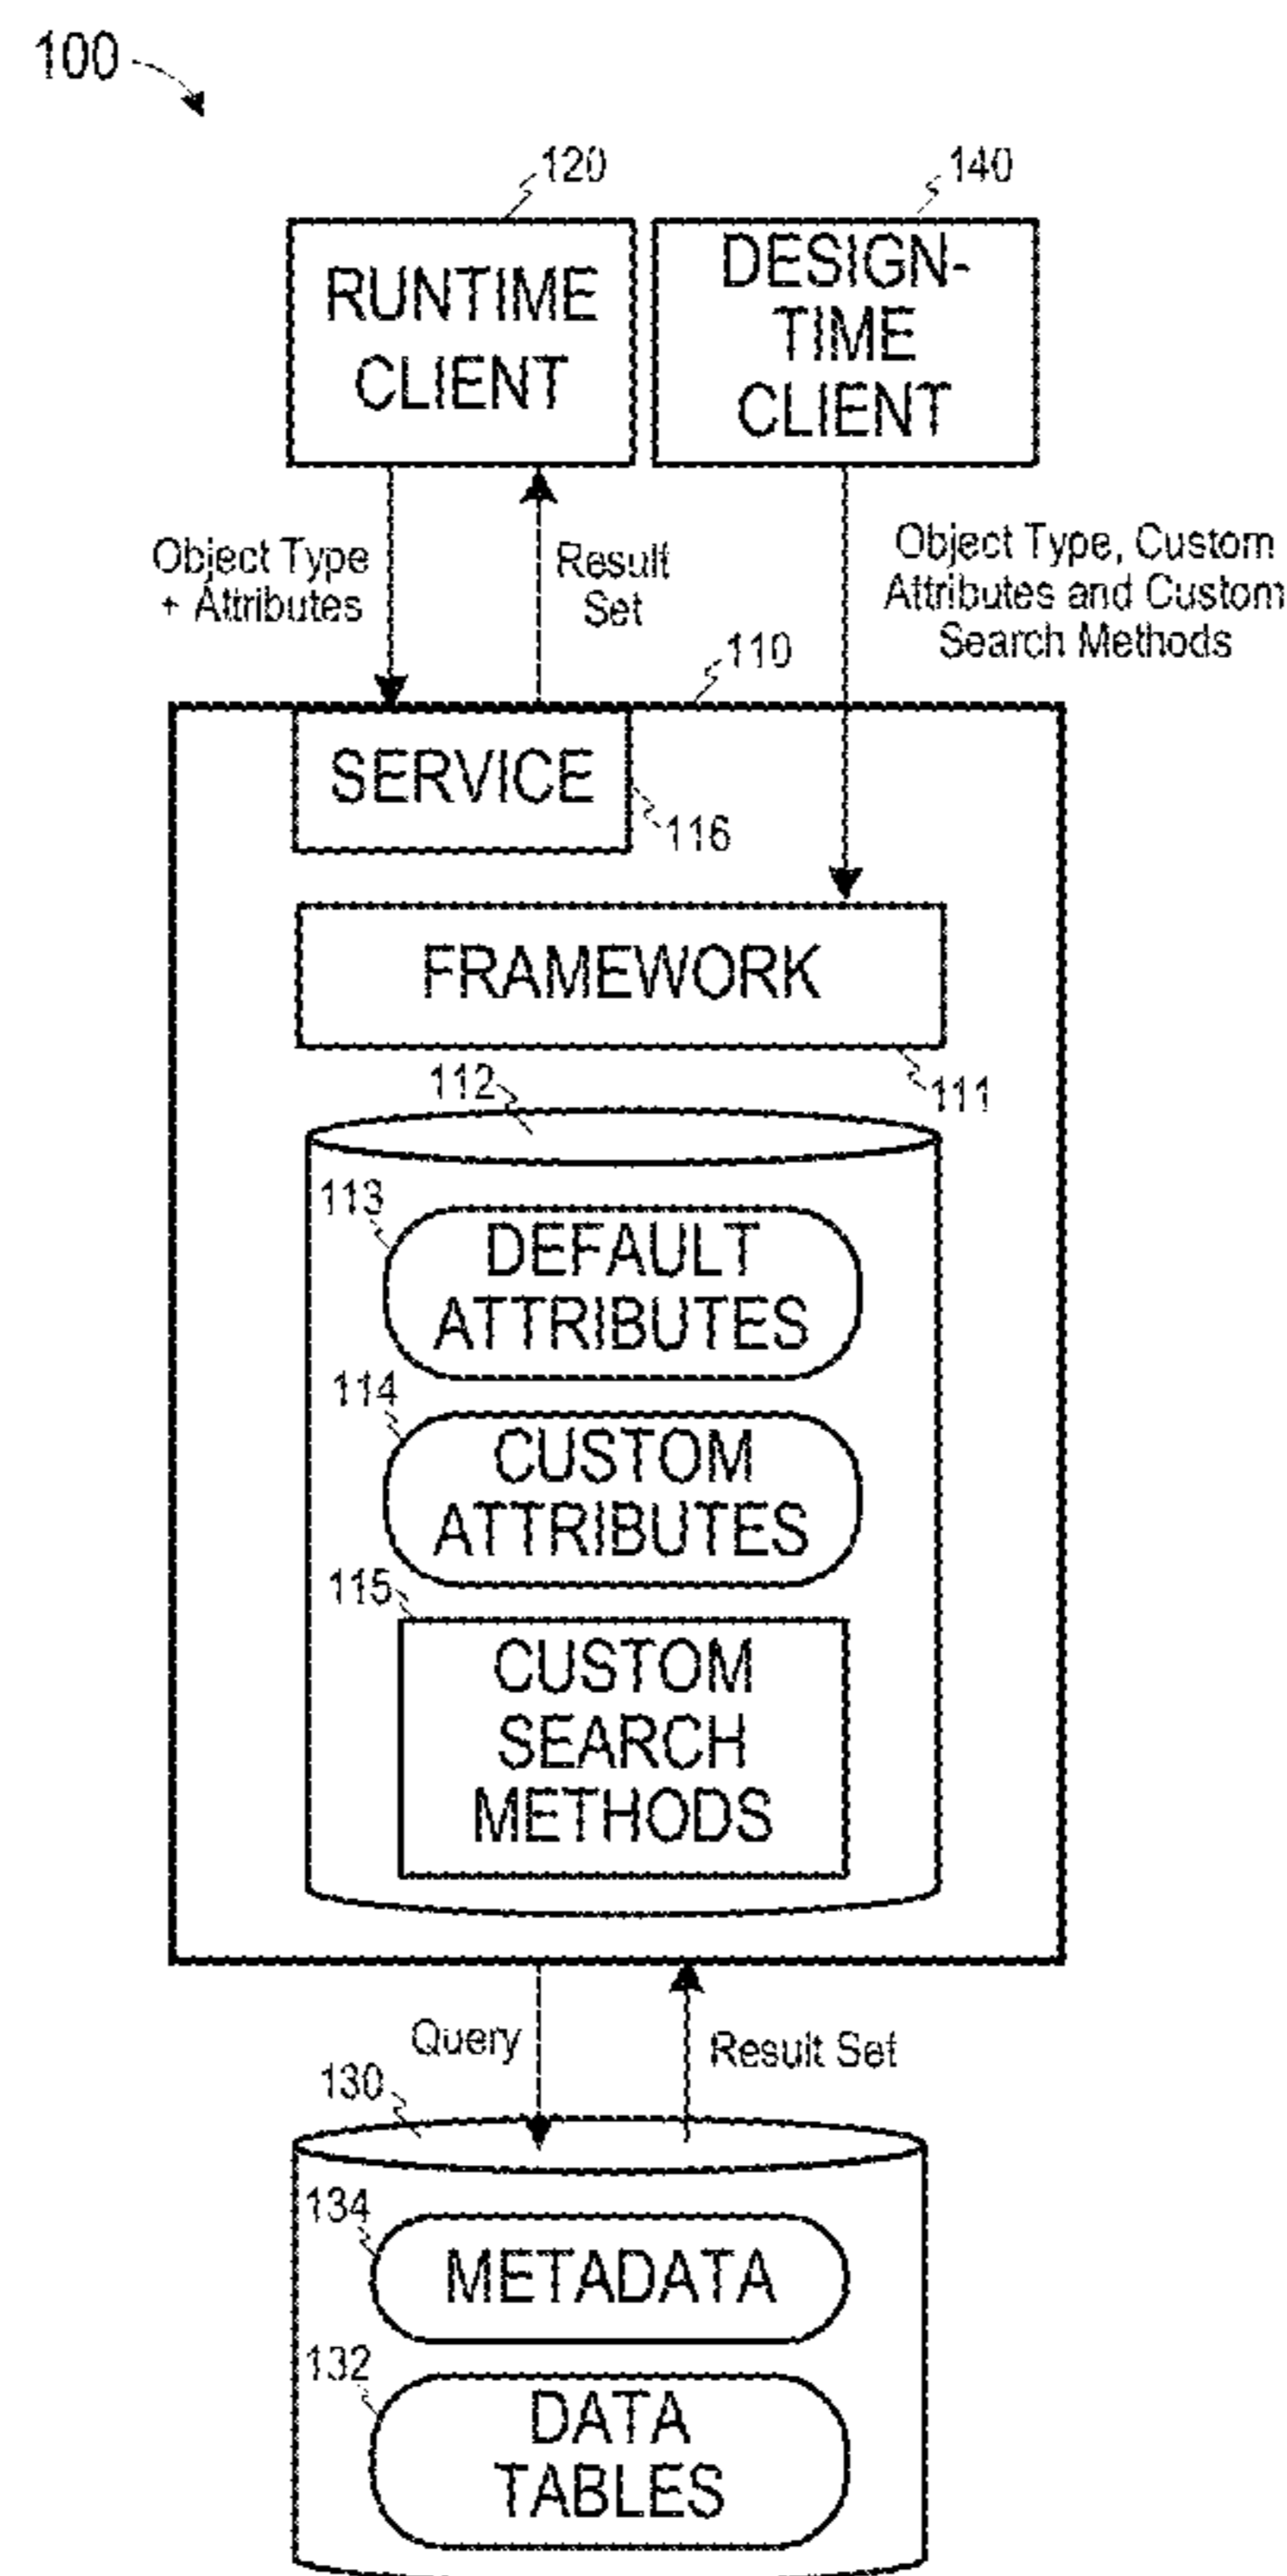 100
120
140
RUNTIME
CLIENT
DESIGN-
TIME
CLIENT
Object Type
+ Attributes
Result
Set
Object Type, Custom
Attributes and Custom
Search Methods
110
SERVICE
116
FRAMEWORK
111
112
113
DEFAULT
ATTRIBUTES
114
CUSTOM
ATTRIBUTES
115
CUSTOM
SEARCH
METHODS
Query
Result Set
130
134
METADATA
132
DATA
TABLES